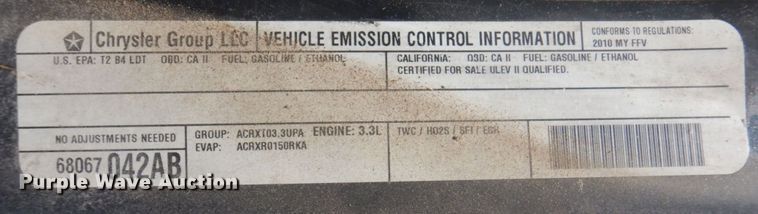 Chrysler Group LLC VEHICLE EMISSION CONTROL INFORMATION
CONFORMS TO REGULATIONS:
2010 MY FFV
U.S. EPA: T2 B4 LDT OBD: CA II FUEL: GASOLINE / ETHANOL
CALIFORNIA: OBD: CA II FUEL: GASOLINE / ETHANOL
CERTIFIED FOR SALE ULEV II QUALIFIED.
NO ADJUSTMENTS NEEDED
68067 042AB
GROUP: ACRXT03.3UPA ENGINE: 3.3L
EVAP: ACRXR0150RKA
TWC / HO2S / SFI / EGR
Purple Wave Auction